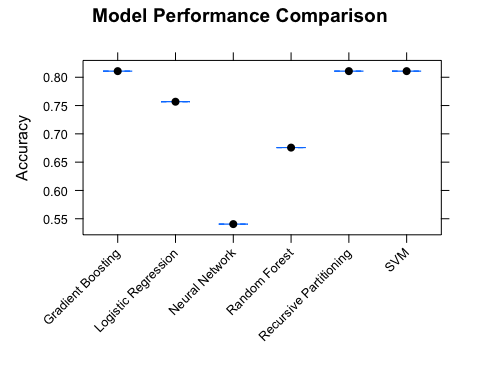 Model Performance Comparison
Accuracy
0.80
0.75
0.70
0.65
0.60
0.55
Gradient Boosting
Logistic Regression
Neural Network
Random Forest
Recursive Partitioning
SVM